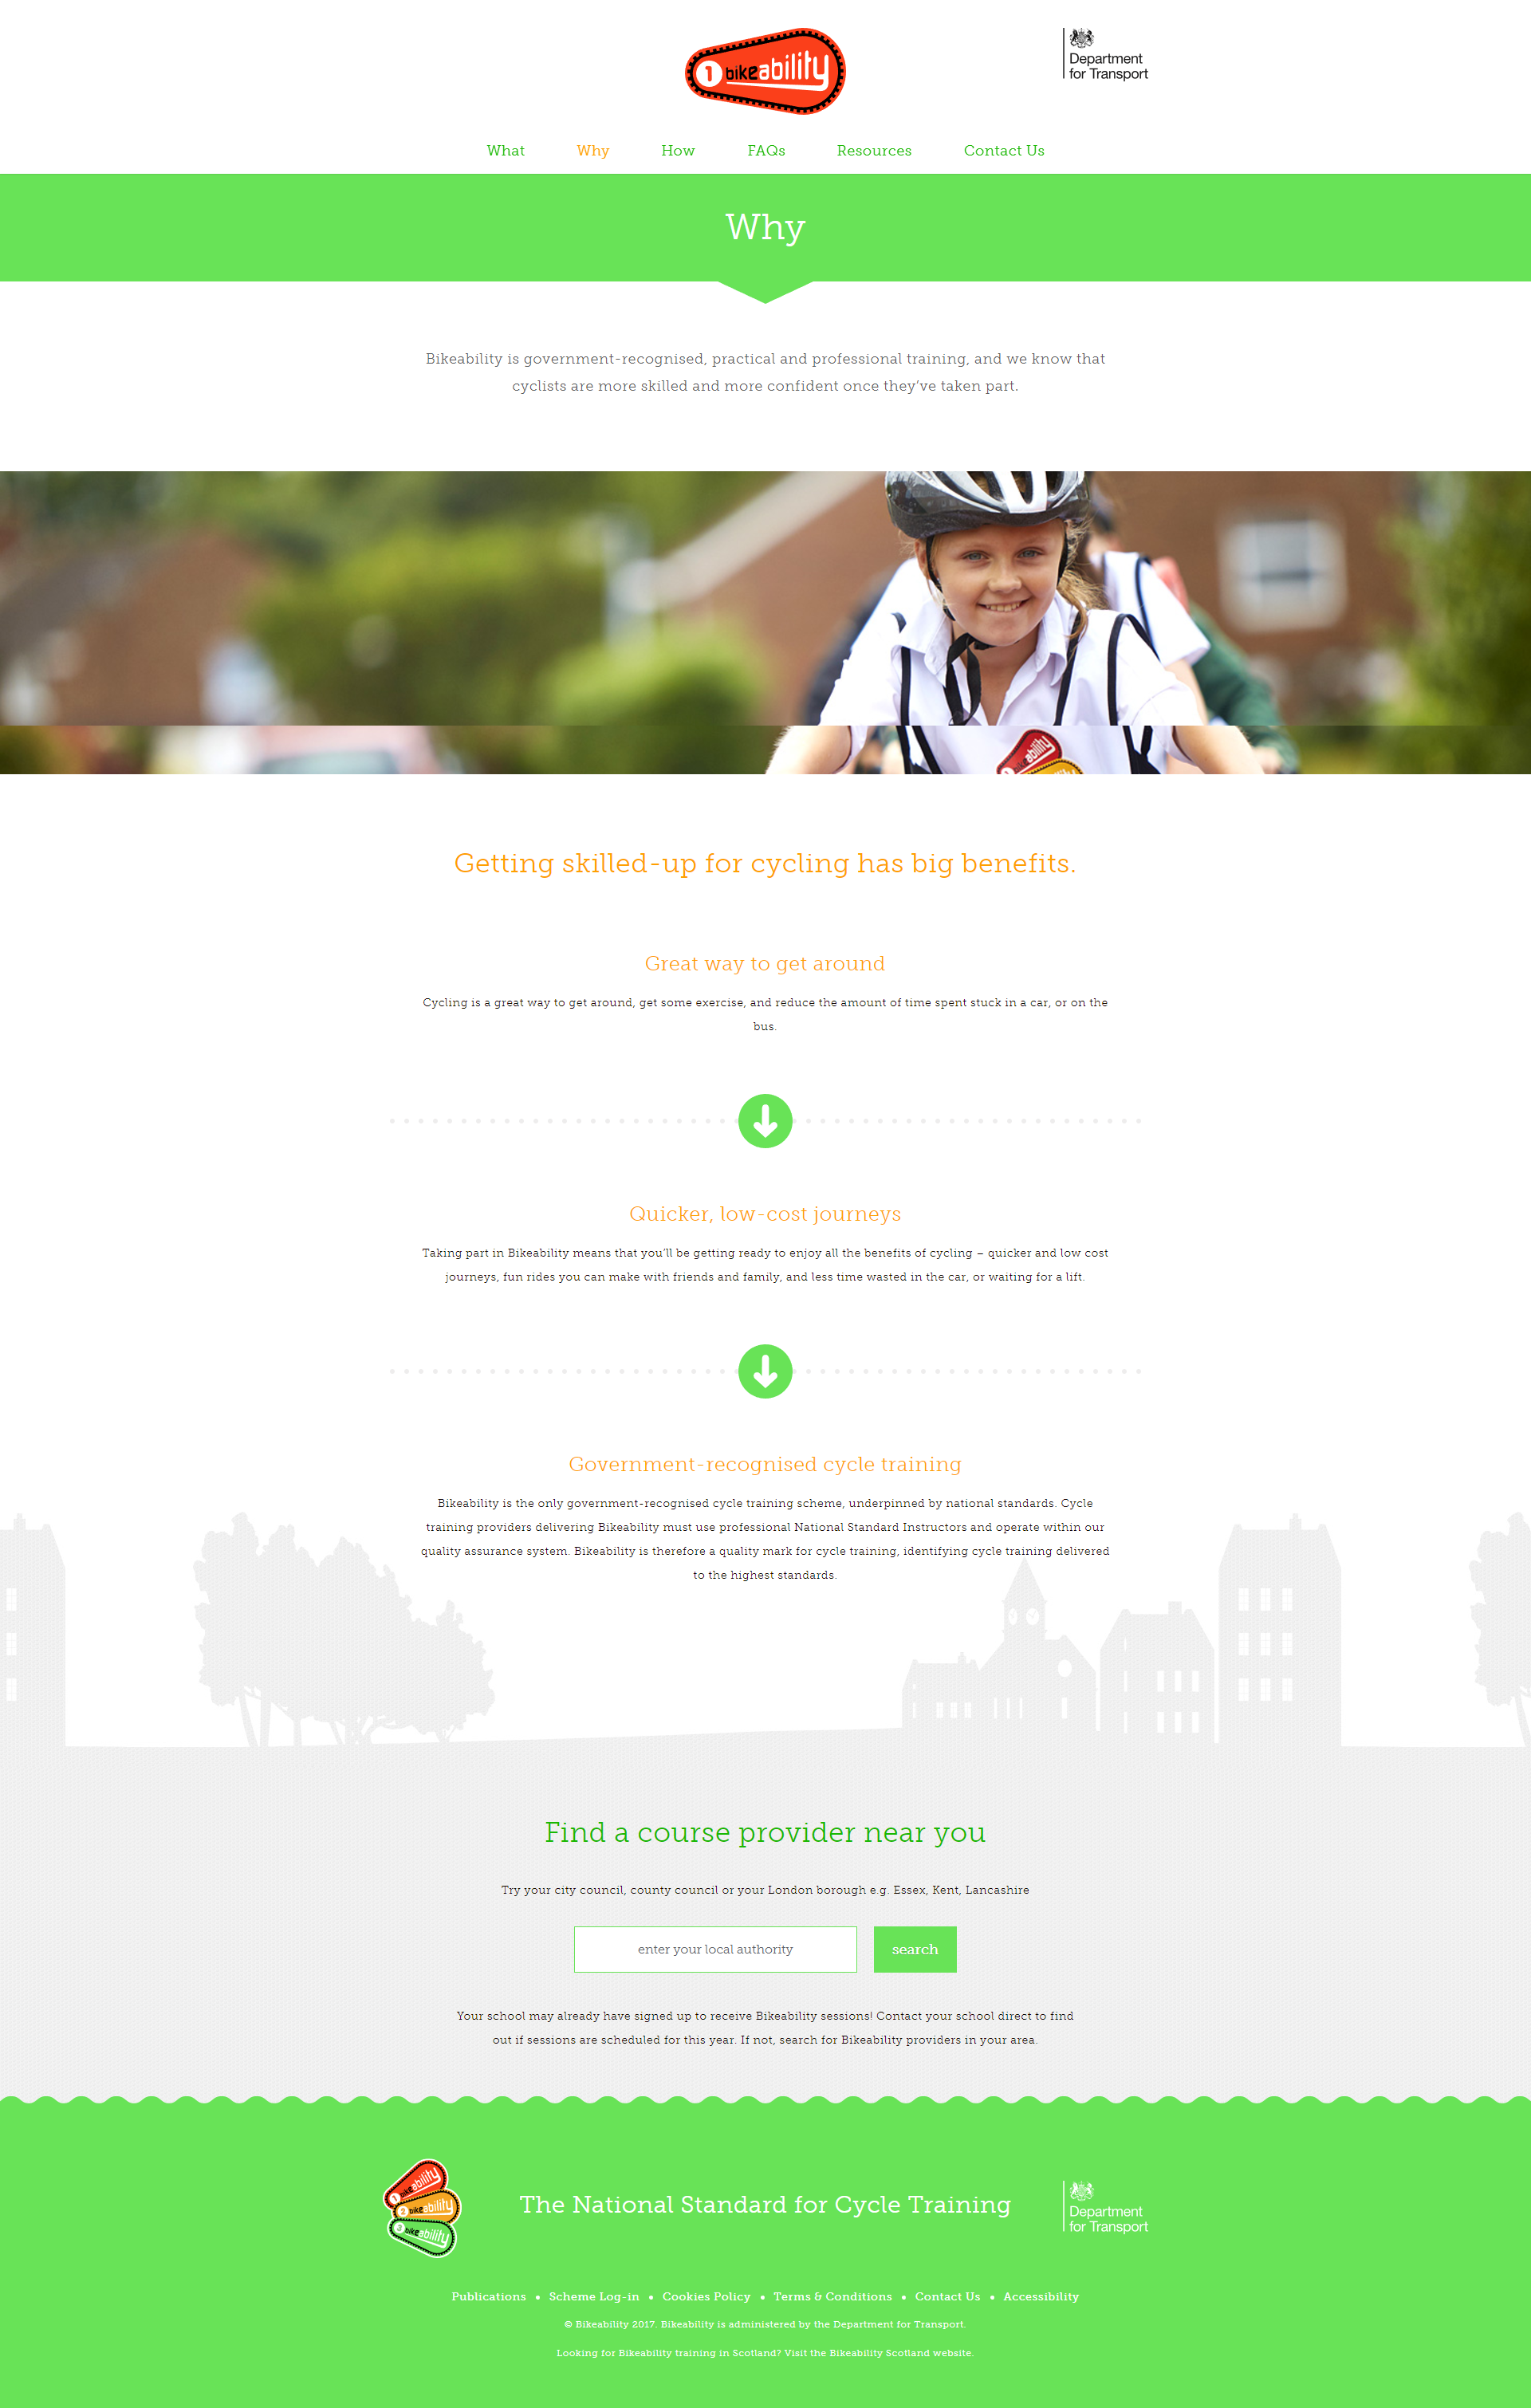 1 bikeability
Department
for Transport
What Why How FAQs Resources Contact Us
Why
Bikeability is government-recognised, practical and professional training, and we know that
cyclists are more skilled and more confident once they’ve taken part.
bikeability
Getting skilled-up for cycling has big benefits.
Great way to get around
Cycling is a great way to get around, get some exercise, and reduce the amount of time spent stuck in a car, or on the
bus.
Quicker, low-cost journeys
Taking part in Bikeability means that you’ll be getting ready to enjoy all the benefits of cycling – quicker and low cost
journeys, fun rides you can make with friends and family, and less time wasted in the car, or waiting for a lift.
Government-recognised cycle training
Bikeability is the only government-recognised cycle training scheme, underpinned by national standards. Cycle
training providers delivering Bikeability must use professional National Standard Instructors and operate within our
quality assurance system. Bikeability is therefore a quality mark for cycle training, identifying cycle training delivered
to the highest standards.
Find a course provider near you
Try your city council, county council or your London borough e.g. Essex, Kent, Lancashire
enter your local authority
search
Your school may already have signed up to receive Bikeability sessions! Contact your school direct to find
out if sessions are scheduled for this year. If not, search for Bikeability providers in your area.
1 bikeability
2 bikeability
3 bikeability
The National Standard for Cycle Training
Department
for Transport
Publications • Scheme Log-in • Cookies Policy • Terms & Conditions • Contact Us • Accessibility
© Bikeability 2017. Bikeability is administered by the Department for Transport.
Looking for Bikeability training in Scotland? Visit the Bikeability Scotland website.